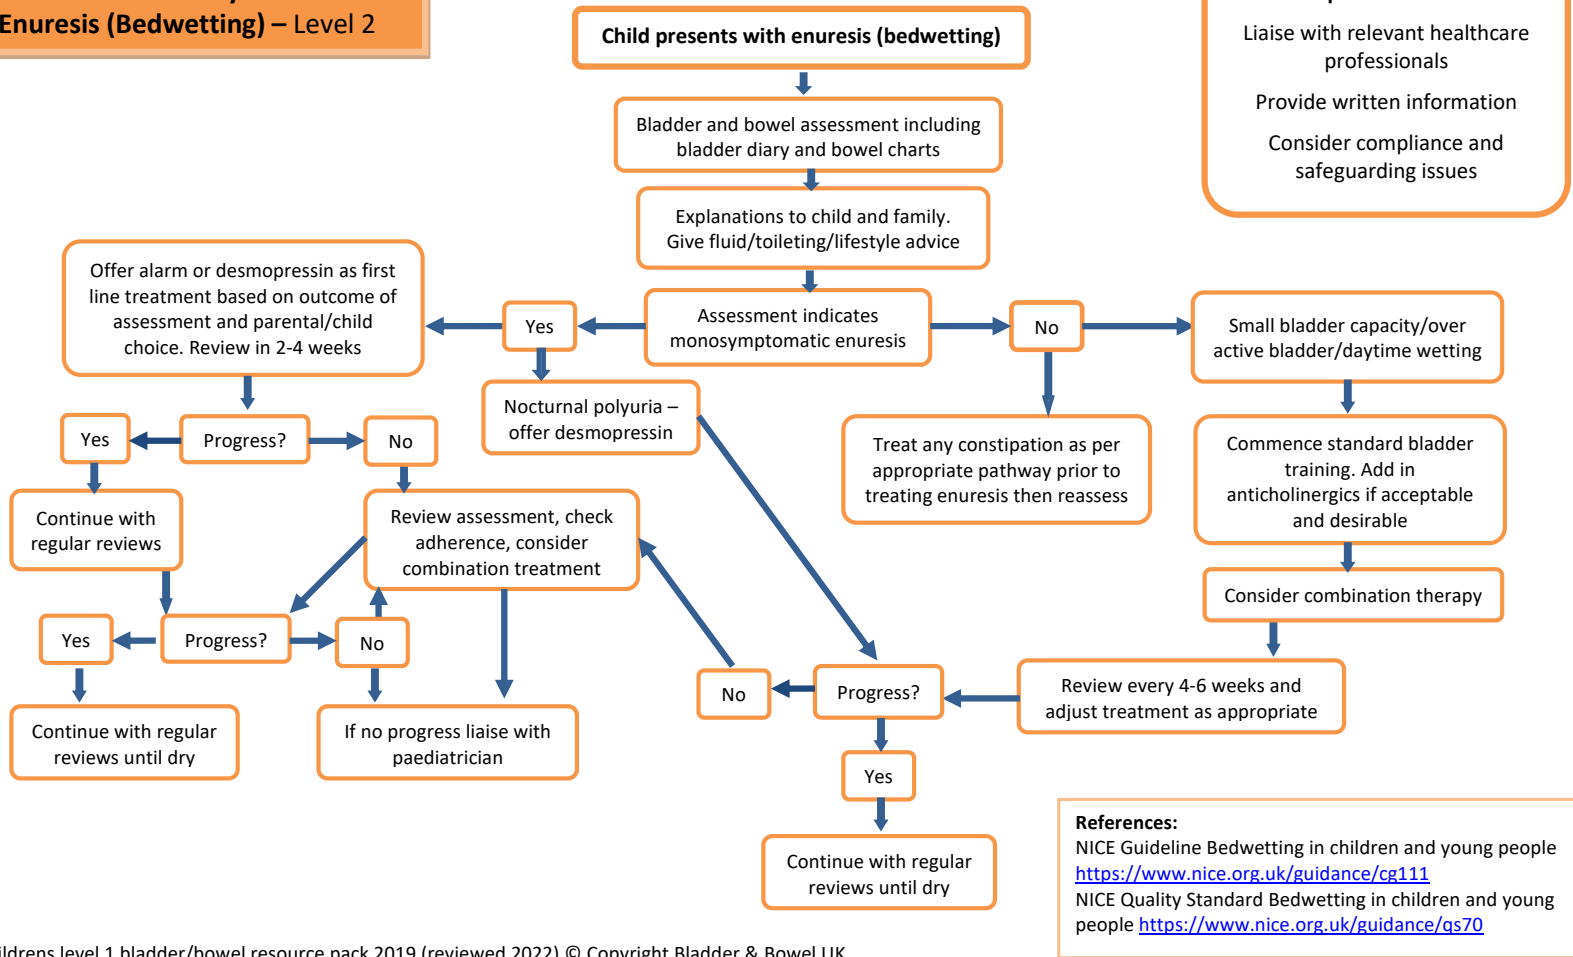 Enuresis (Bedwetting) – Level 2
Child presents with enuresis (bedwetting)
Liaise with relevant healthcare
professionals
Provide written information
Consider compliance and
safeguarding issues
Bladder and bowel assessment including
bladder diary and bowel charts
Explanations to child and family.
Give fluid/toileting/lifestyle advice
Offer alarm or desmopressin as first
line treatment based on outcome of
assessment and parental/child
choice. Review in 2-4 weeks
Yes
Assessment indicates
monosymptomatic enuresis
No
Small bladder capacity/over
active bladder/daytime wetting
Nocturnal polyuria –
offer desmopressin
Treat any constipation as per
appropriate pathway prior to
treating enuresis then reassess
Commence standard bladder
training. Add in
anticholinergics if acceptable
and desirable
Yes
Progress?
No
Continue with
regular reviews
Review assessment, check
adherence, consider
combination treatment
Consider combination therapy
Yes
Progress?
No
No
Progress?
Review every 4-6 weeks and
adjust treatment as appropriate
Continue with regular
reviews until dry
If no progress liaise with
paediatrician
Yes
Continue with regular
reviews until dry
References:
NICE Guideline Bedwetting in children and young people
https://www.nice.org.uk/guidance/cg111
NICE Quality Standard Bedwetting in children and young
people https://www.nice.org.uk/guidance/qs70
ildrens level 1 bladder/bowel resource pack 2019 (reviewed 2022) © Copyright Bladder & Bowel UK